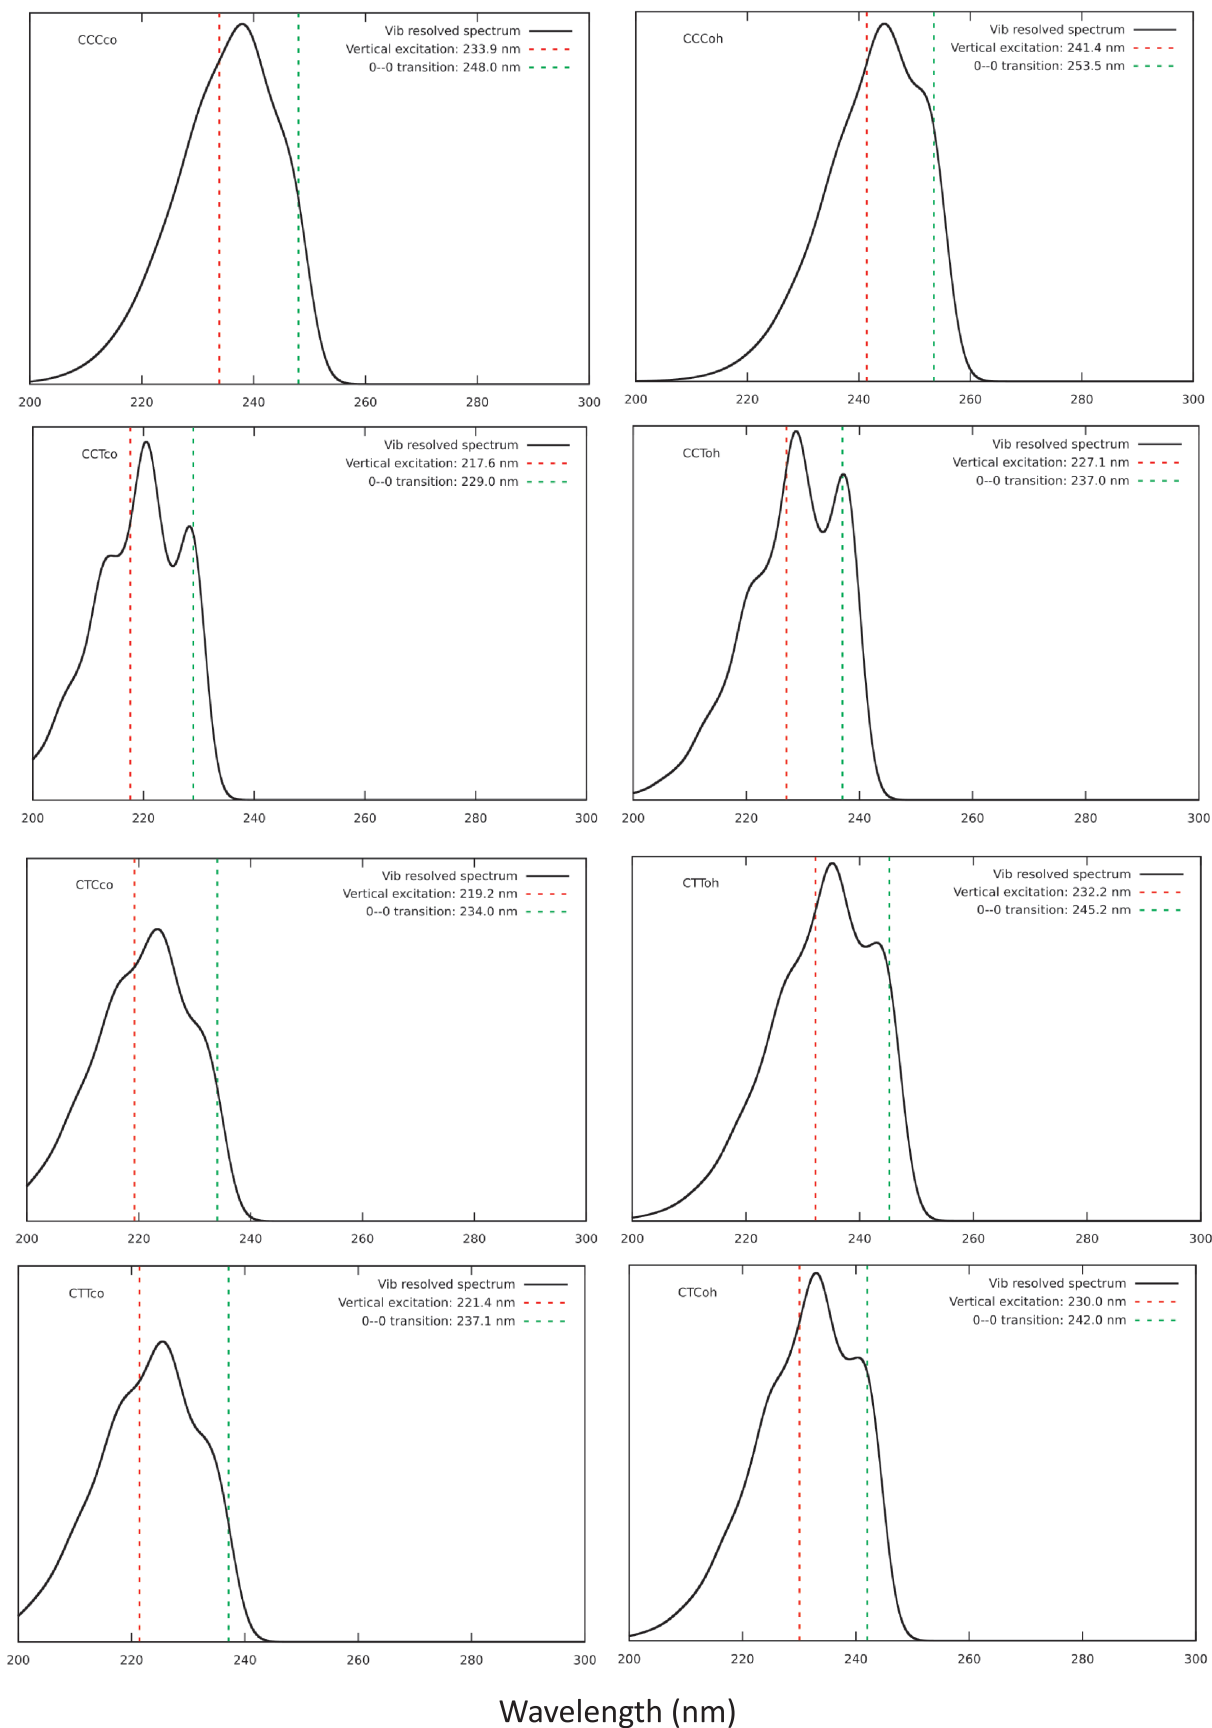 CCCco
Vib resolved spectrum
Vertical excitation: 233.9 nm
0--0 transition: 248.0 nm
200 220 240 260 280 300
CCCoh
Vib resolved spectrum
Vertical excitation: 241.4 nm
0--0 transition: 253.5 nm
200 220 240 260 280 300
CCTco
Vib resolved spectrum
Vertical excitation: 217.6 nm
0--0 transition: 229.0 nm
200 220 240 260 280 300
CCToh
Vib resolved spectrum
Vertical excitation: 227.1 nm
0--0 transition: 237.0 nm
200 220 240 260 280 300
CTCco
Vib resolved spectrum
Vertical excitation: 219.2 nm
0--0 transition: 234.0 nm
200 220 240 260 280 300
CTToh
Vib resolved spectrum
Vertical excitation: 232.2 nm
0--0 transition: 245.2 nm
200 220 240 260 280 300
CTTco
Vib resolved spectrum
Vertical excitation: 221.4 nm
0--0 transition: 237.1 nm
200 220 240 260 280 300
CTCoh
Vib resolved spectrum
Vertical excitation: 230.0 nm
0--0 transition: 242.0 nm
200 220 240 260 280 300
Wavelength (nm)